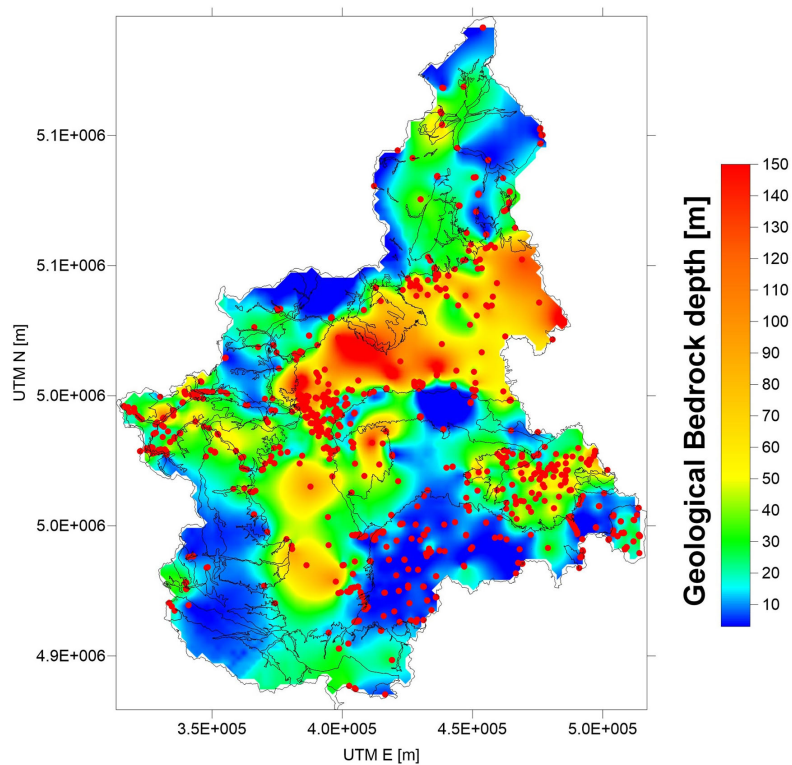 5.1E+006
5.1E+006
5.0E+006
5.0E+006
4.9E+006
UTM N [m]
3.5E+005
4.0E+005
4.5E+005
5.0E+005
UTM E [m]
Geological Bedrock depth [m]
150
140
130
120
110
100
90
80
70
60
50
40
30
20
10